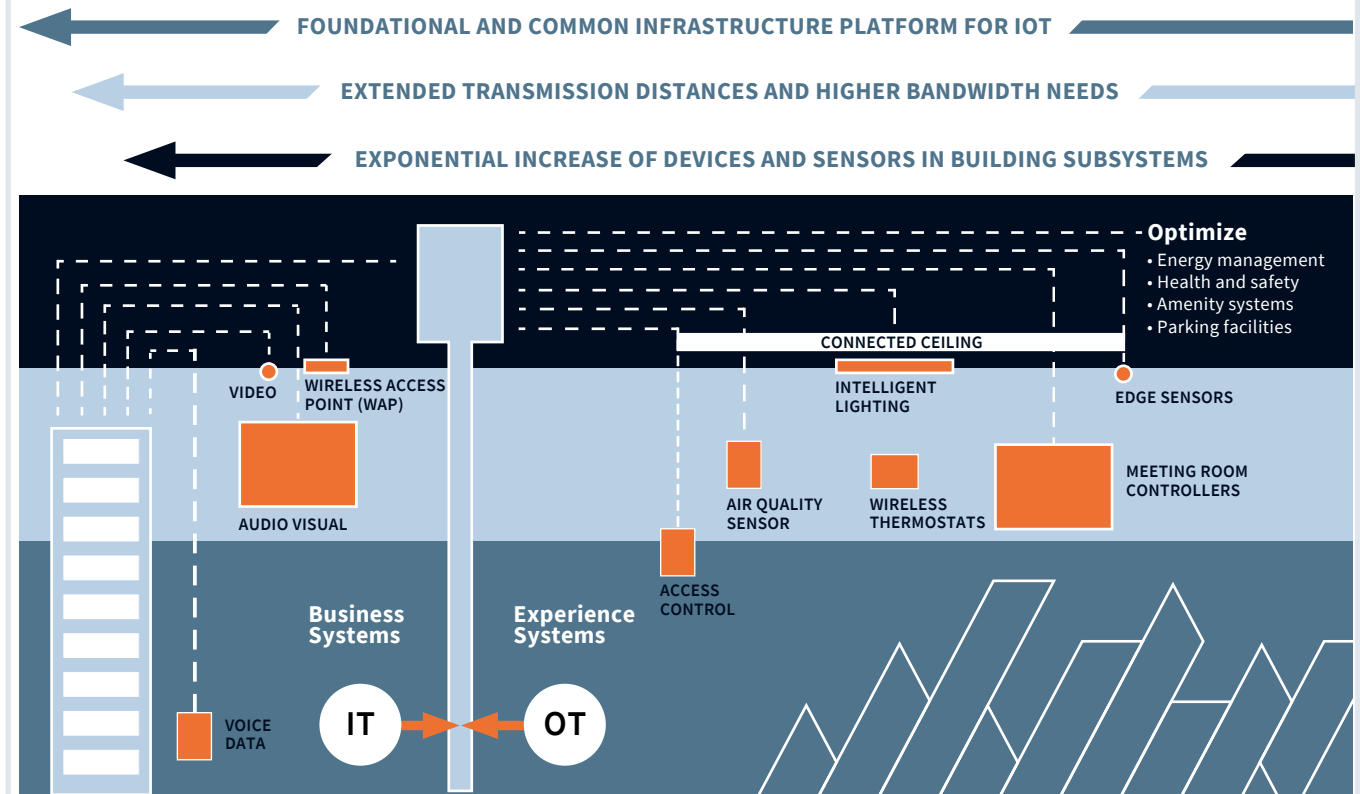 FOUNDATIONAL AND COMMON INFRASTRUCTURE PLATFORM FOR IOT
EXTENDED TRANSMISSION DISTANCES AND HIGHER BANDWIDTH NEEDS
EXPONENTIAL INCREASE OF DEVICES AND SENSORS IN BUILDING SUBSYSTEMS
Optimize
• Energy management
• Health and safety
• Amenity systems
• Parking facilities
CONNECTED CEILING
VIDEO
WIRELESS ACCESS
POINT (WAP)
INTELLIGENT
LIGHTING
EDGE SENSORS
AUDIO VISUAL
AIR QUALITY
SENSOR
WIRELESS
THERMOSTATS
MEETING ROOM
CONTROLLERS
ACCESS
CONTROL
Business
Systems
Experience
Systems
VOICE
DATA
IT
OT